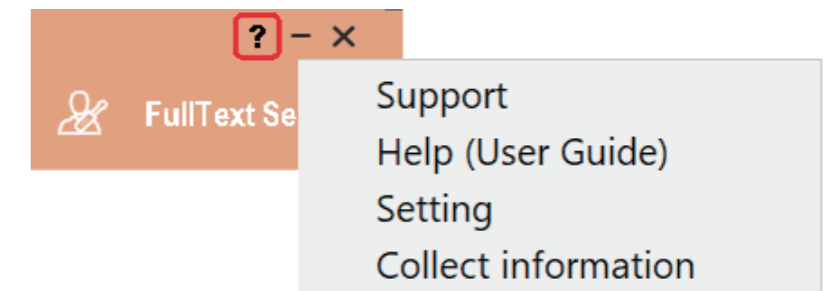 ?
FullText Se
Support
Help (User Guide)
Setting
Collect information